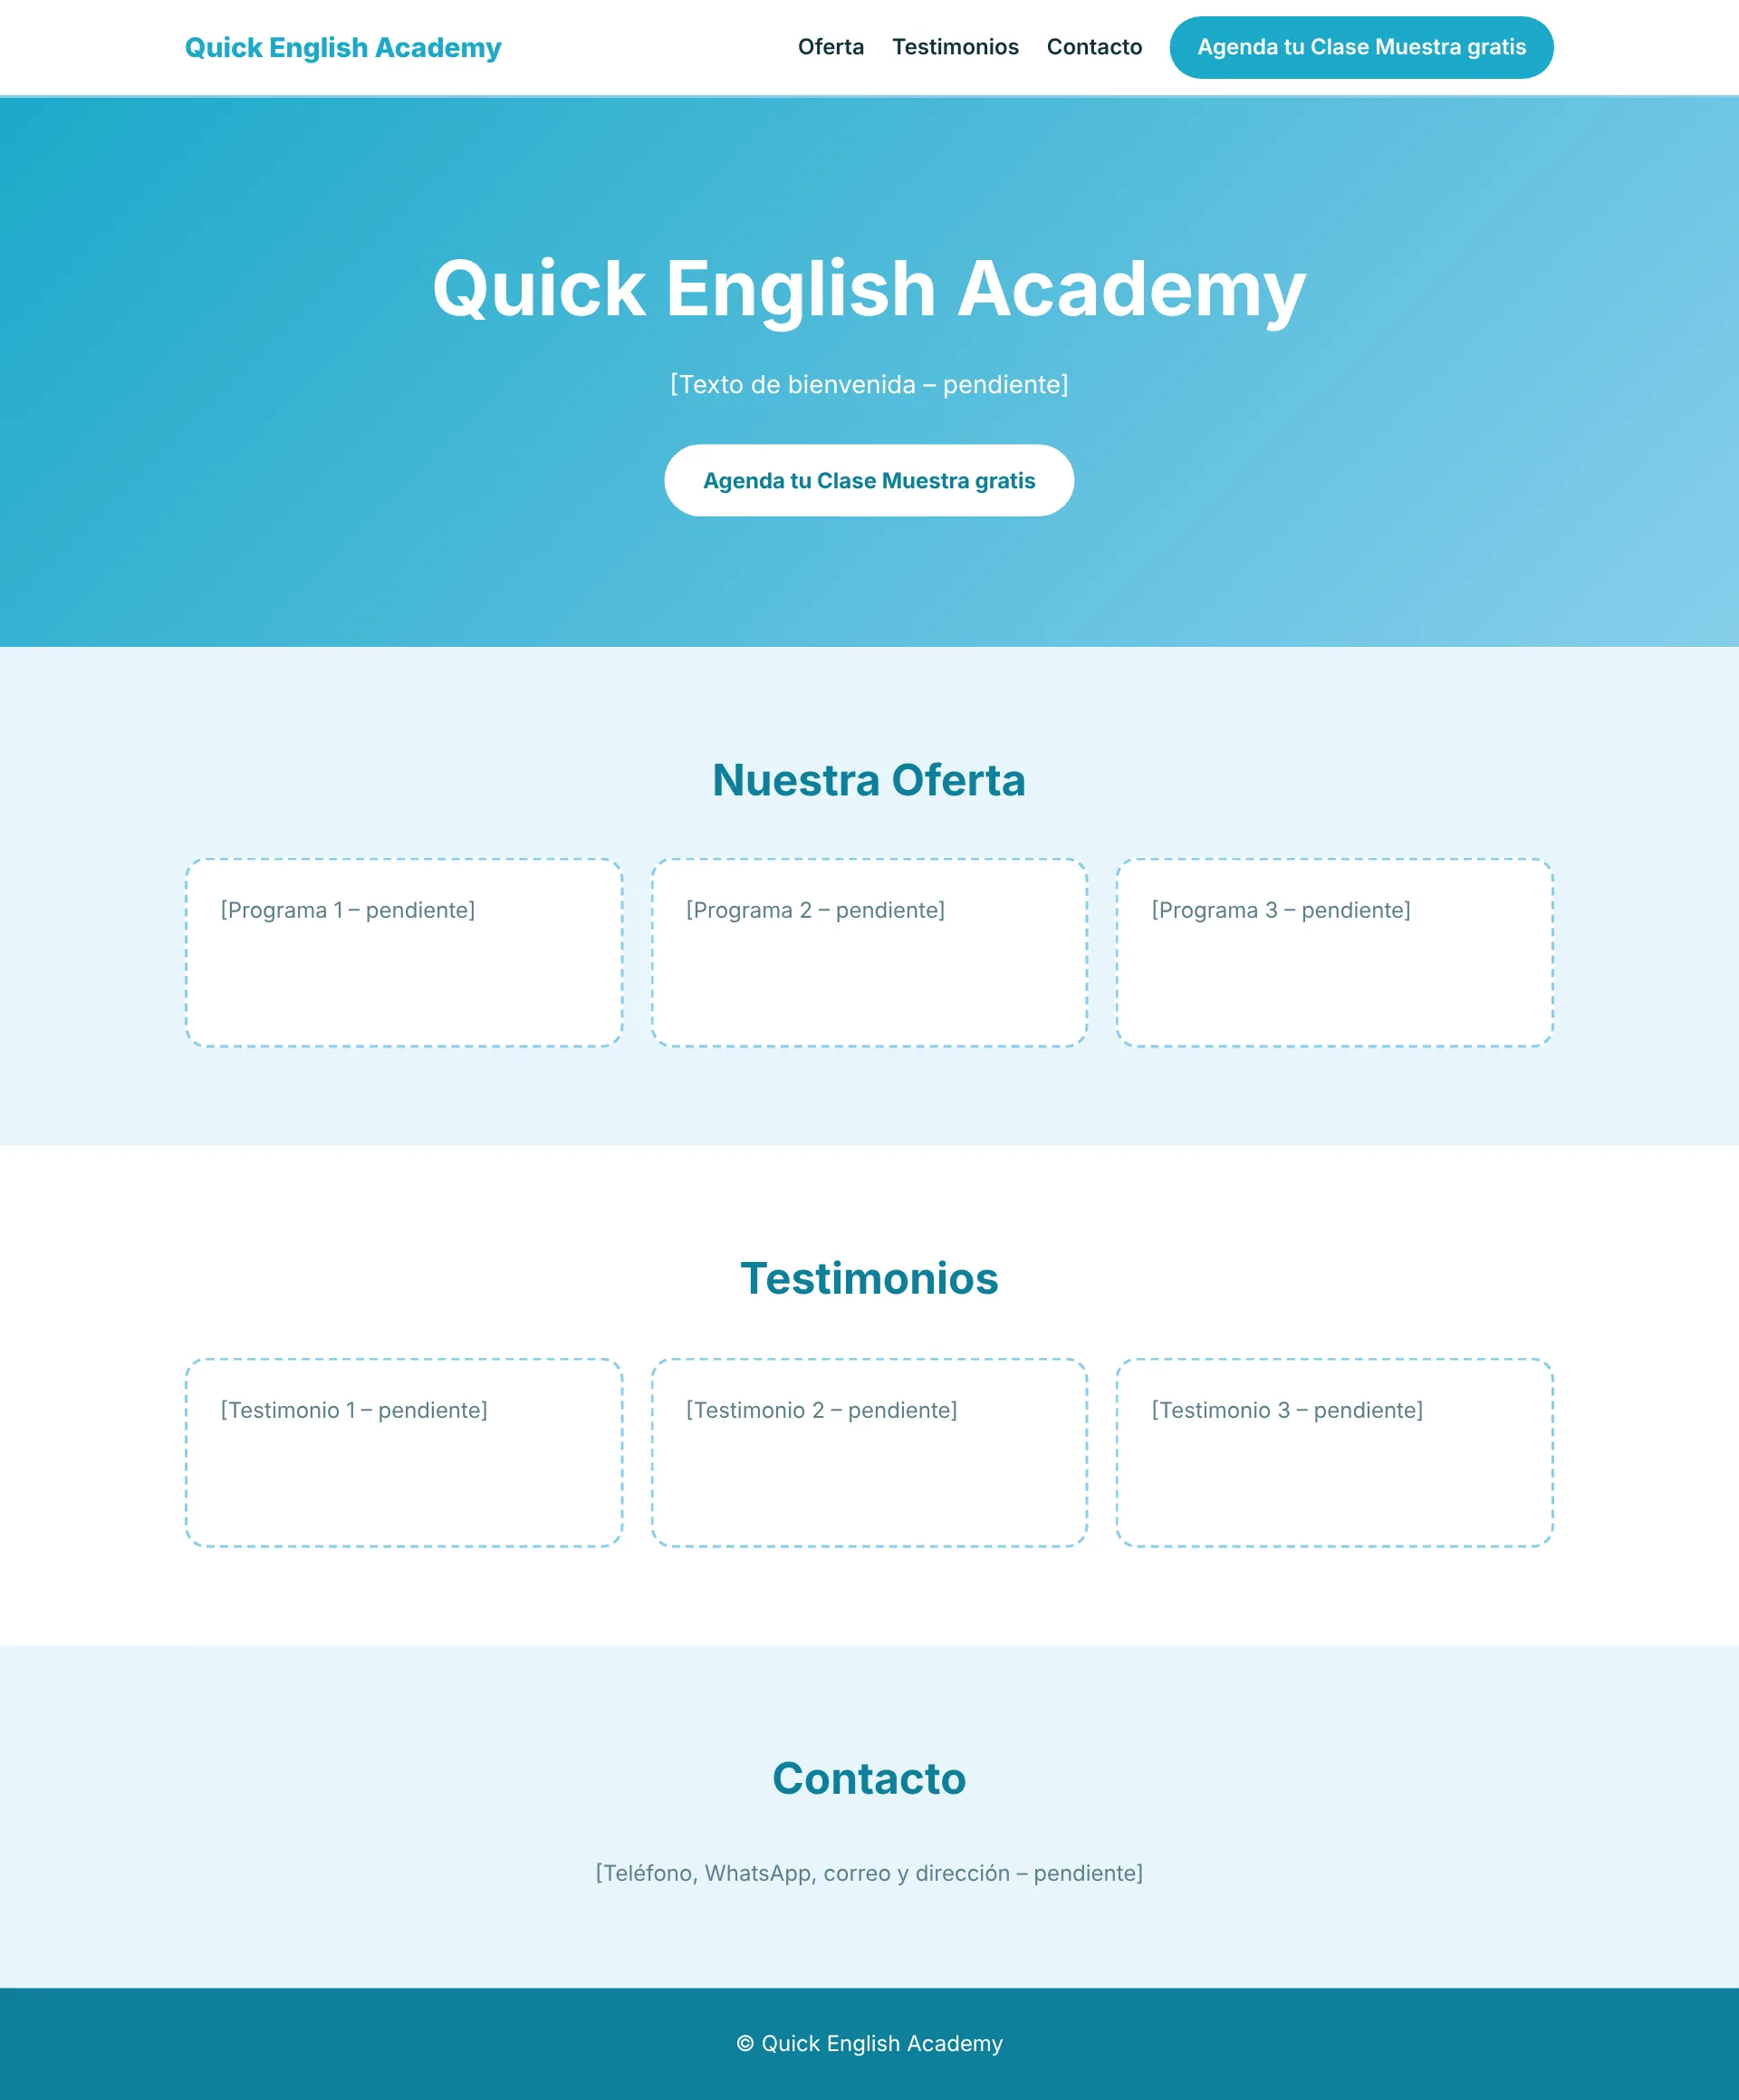 Quick English Academy
Oferta Testimonios Contacto Agenda tu Clase Muestra gratis
Quick English Academy
[Texto de bienvenida – pendiente]
Agenda tu Clase Muestra gratis
Nuestra Oferta
[Programa 1 – pendiente]
[Programa 2 – pendiente]
[Programa 3 – pendiente]
Testimonios
[Testimonio 1 – pendiente]
[Testimonio 2 – pendiente]
[Testimonio 3 – pendiente]
Contacto
[Teléfono, WhatsApp, correo y dirección – pendiente]
© Quick English Academy